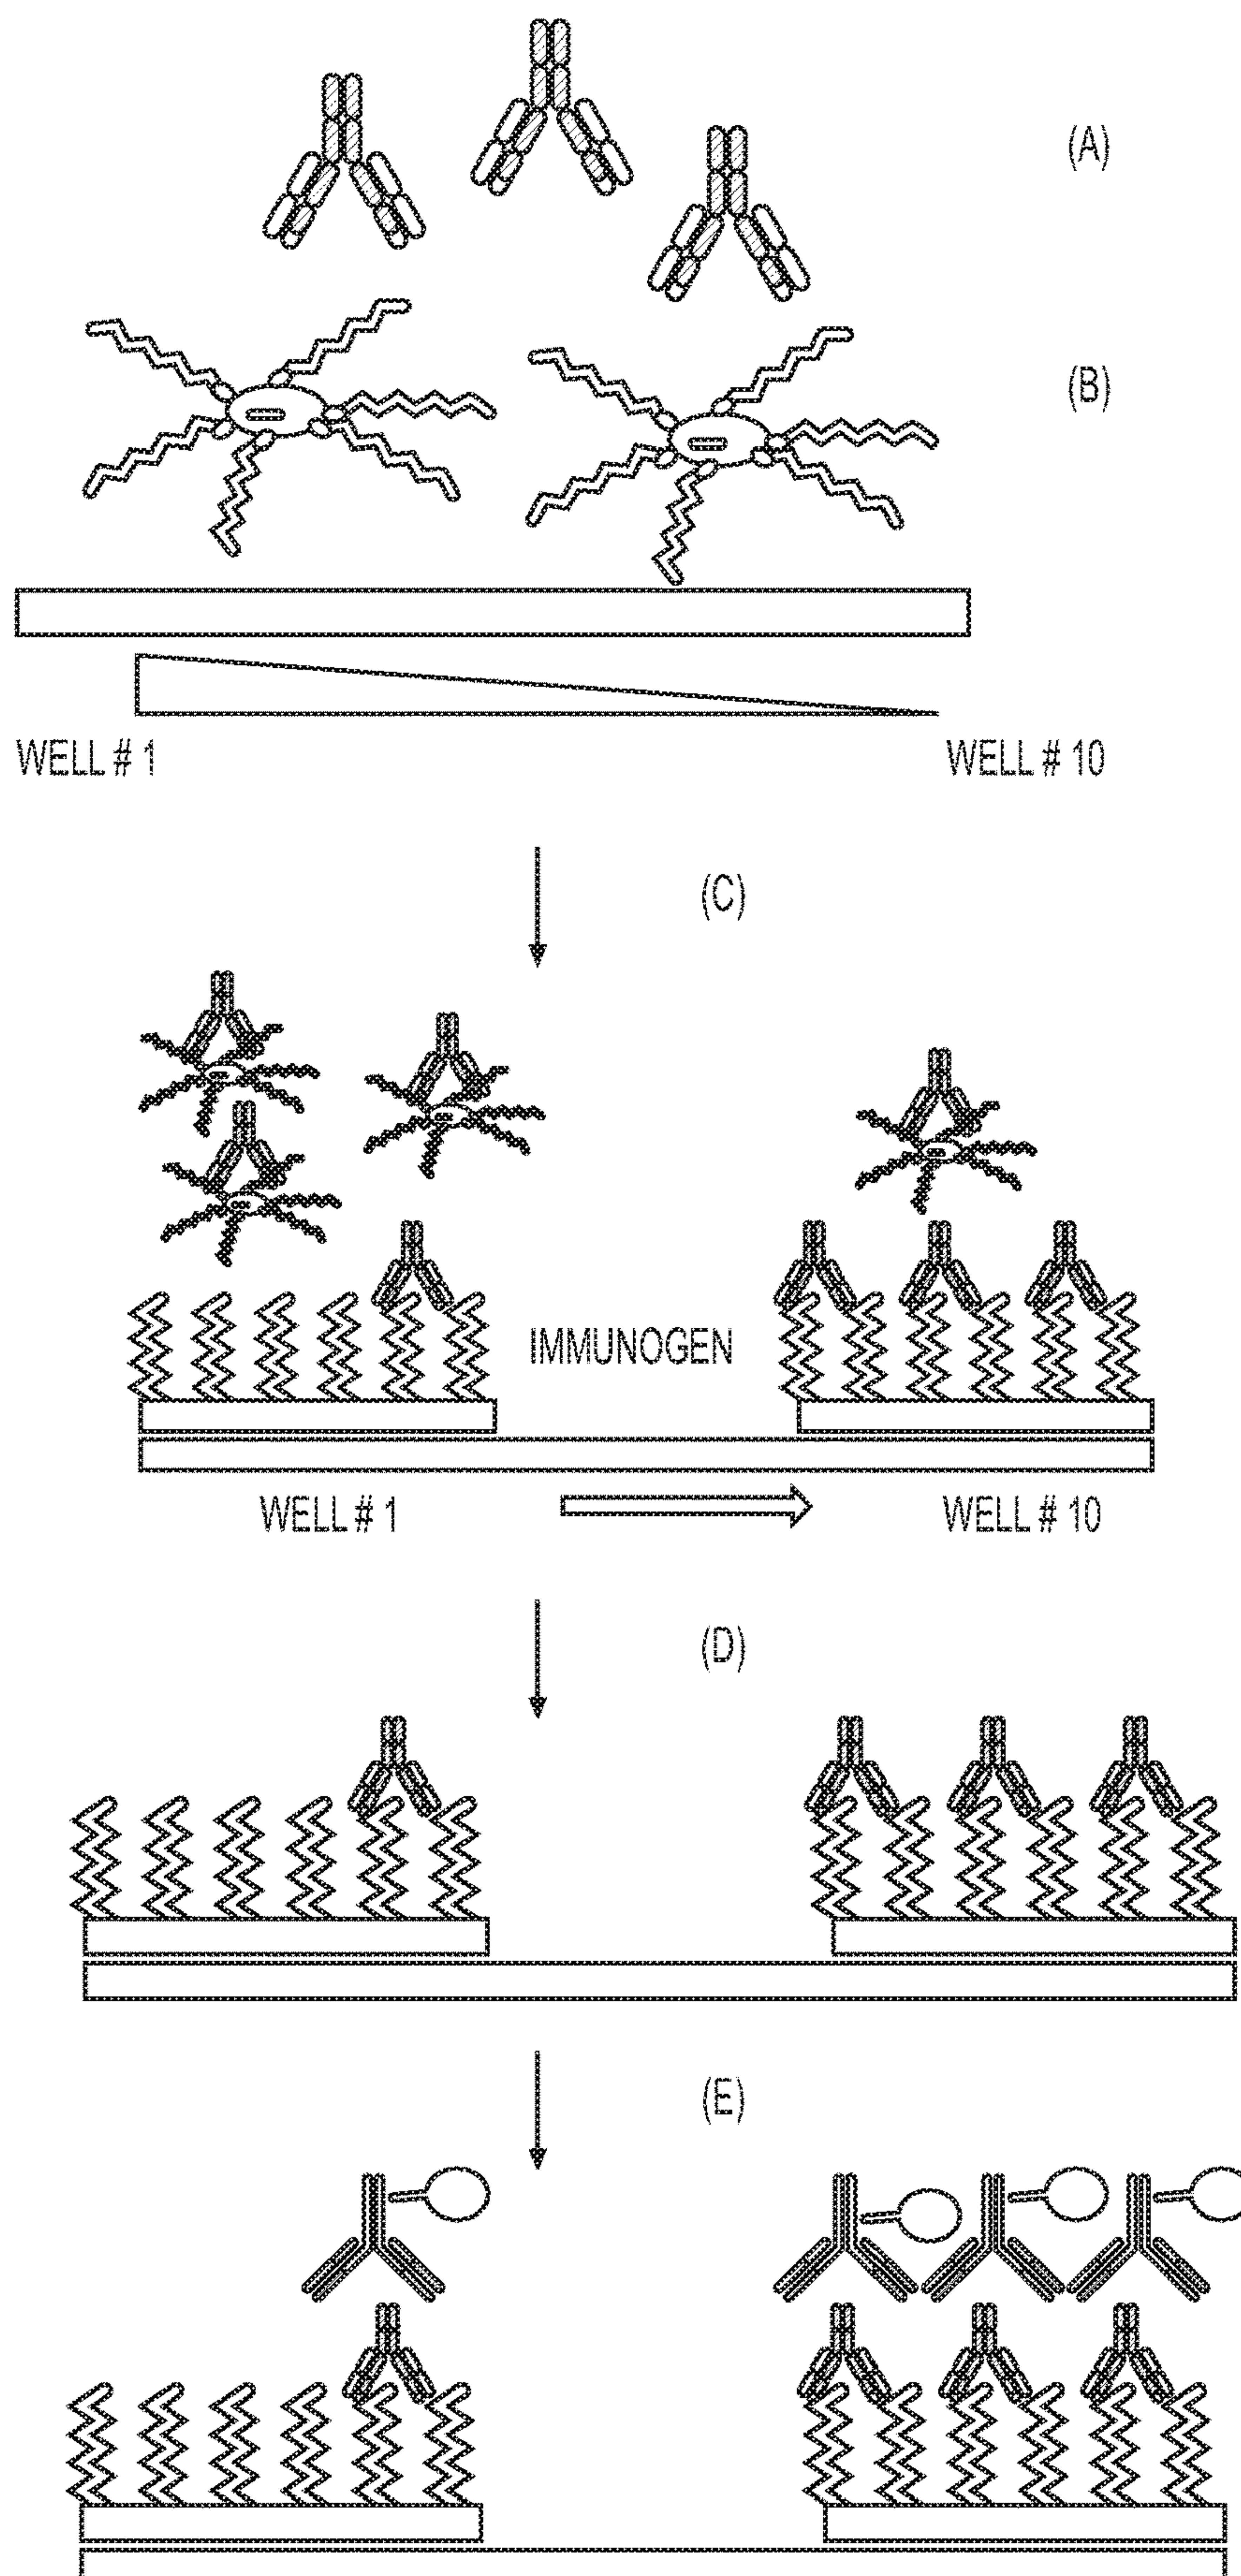 (A)
(B)
WELL # 1
WELL # 10
(C)
IMMUNOGEN
WELL # 1
WELL # 10
(D)
(E)